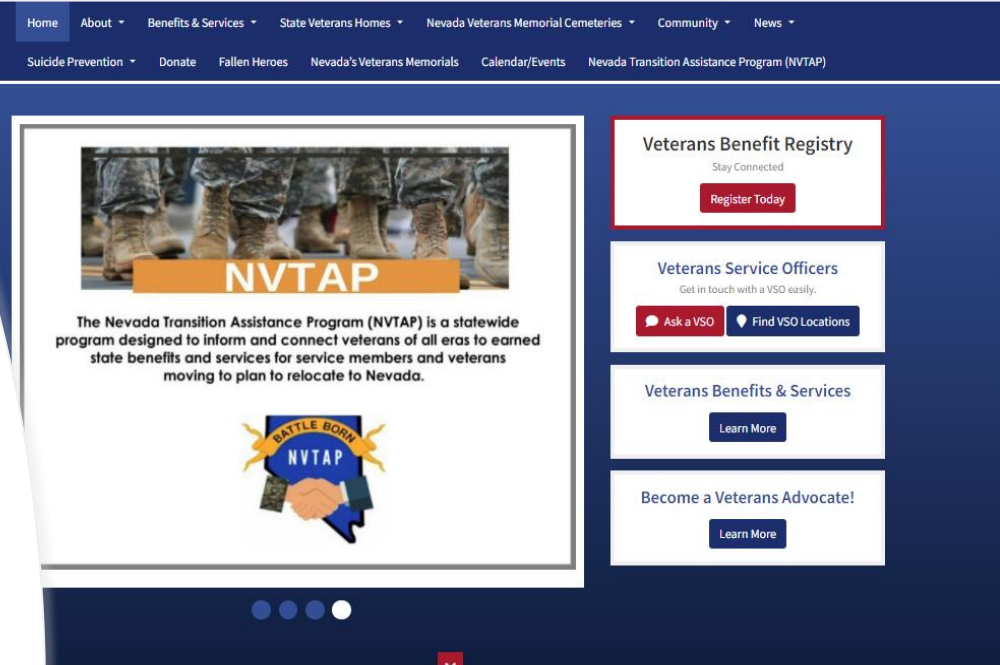 Home About Benefits & Services State Veterans Homes Nevada Veterans Memorial Cemeteries Community News
Suicide Prevention Donate Fallen Heroes Nevada's Veterans Memorials Calendar/Events Nevada Transition Assistance Program (NVTAP)
NVTAP
The Nevada Transition Assistance Program (NVTAP) is a statewide
program designed to inform and connect veterans of all eras to earned
state benefits and services for service members and veterans
moving to plan to relocate to Nevada.
BATTLE BORN
NVTAP
Veterans Benefit Registry
Stay Connected
Register Today
Veterans Service Officers
Get in touch with a VSO easily.
Ask a VSO Find VSO Locations
Veterans Benefits & Services
Learn More
Become a Veterans Advocate!
Learn More